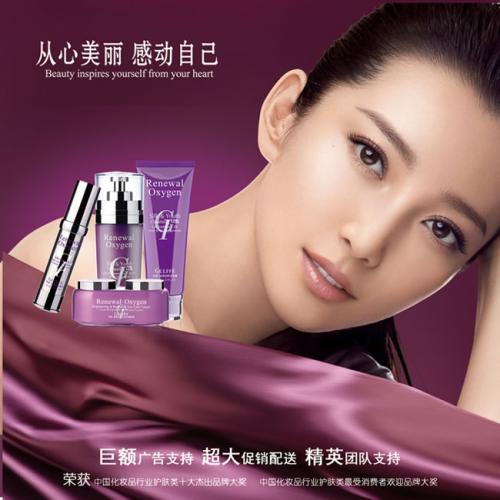 从心美丽 感动自己
Beauty inspires yourself from your heart
Renewal
Oxygen
Renewal
Oxygen
GELIFE
Renewal Oxygen
巨额广告支持 超大促销配送 精英团队支持
荣获 中国化妆品行业护肤类十大杰出品牌大奖 中国化妆品行业护肤类最受消费者欢迎品牌大奖